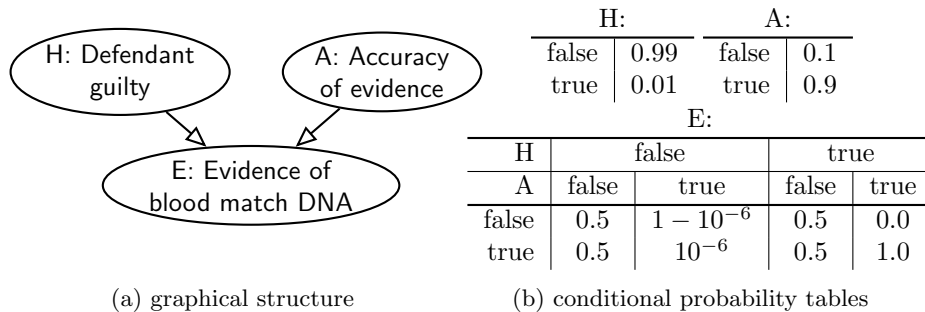 H: Defendant
guilty
A: Accuracy
of evidence
E: Evidence of
blood match DNA
(a) graphical structure
H: A:
false 0.99 false 0.1
true 0.01 true 0.9
E:
H false true
A false true false true
false 0.5 1 − 10⁻⁶ 0.5 0.0
true 0.5 10⁻⁶ 0.5 1.0
(b) conditional probability tables